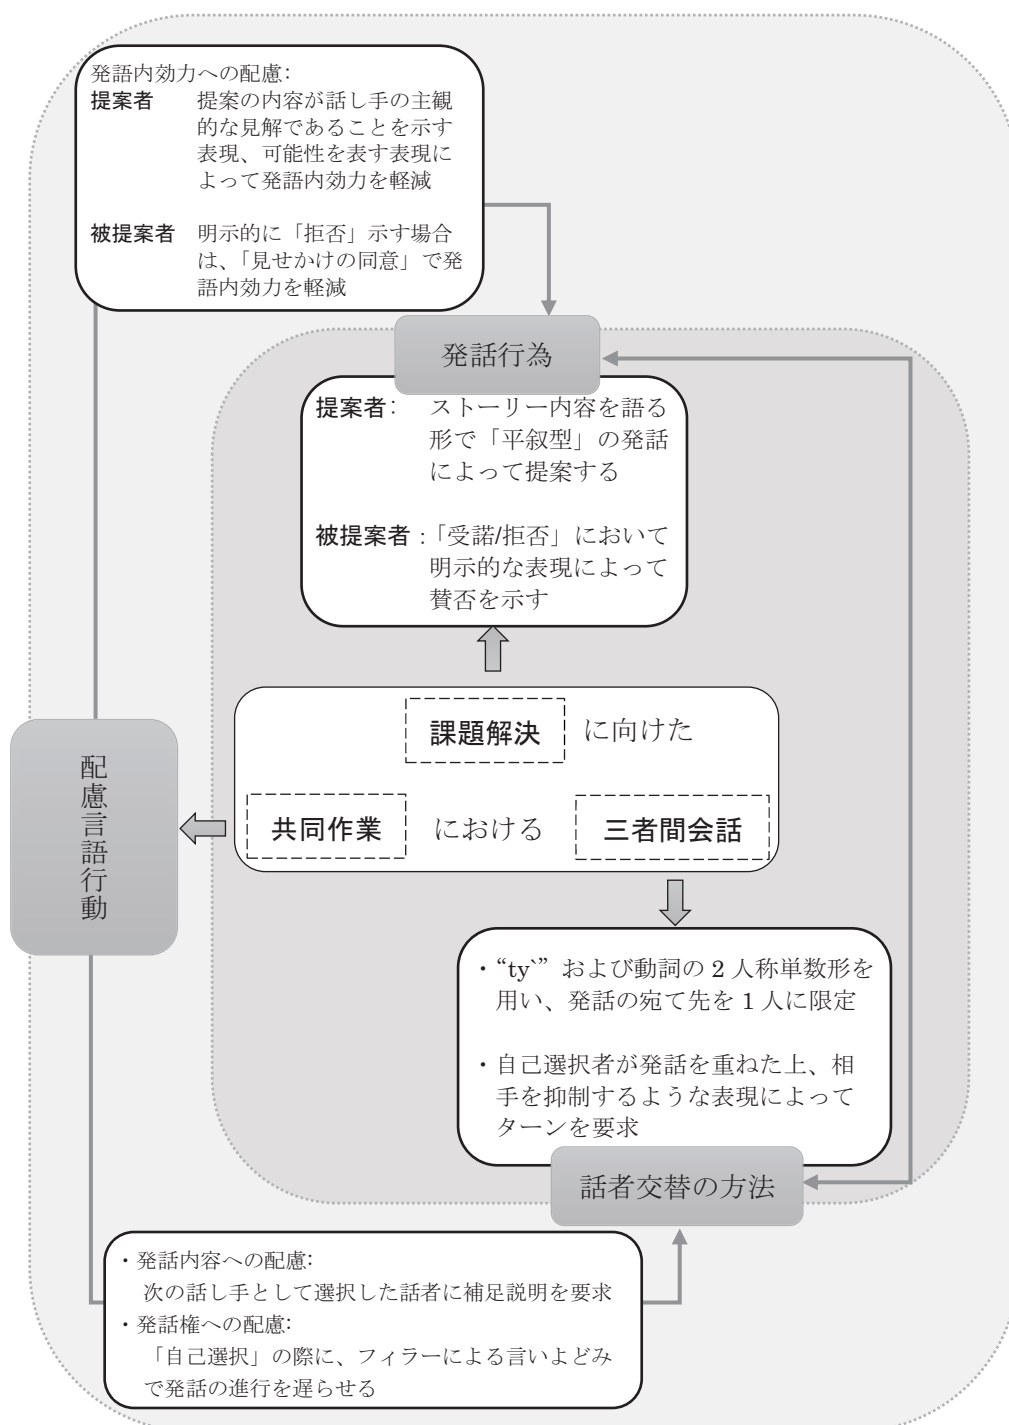 発語内効力への配慮:
提案者 提案の内容が話し手の主観
的な見解であることを示す
表現、可能性を表す表現に
よって発語内効力を軽減
被提案者 明示的に「拒否」示す場合
は、「見せかけの同意」で発
語内効力を軽減
発話行為
提案者: ストーリー内容を語る
形で「平叙型」の発話
によって提案する
被提案者:「受諾/拒否」において
明示的な表現によって
賛否を示す
課題解決 に向けた
共同作業 における 三者間会話
配慮言語行動
・“ty`” および動詞の 2 人称単数形を
用い、発話の宛て先を 1 人に限定
・自己選択者が発話を重ねた上、相
手を抑制するような表現によって
ターンを要求
話者交替の方法
・発話内容への配慮:
次の話し手として選択した話者に補足説明を要求
・発話権への配慮:
「自己選択」の際に、フィラーによる言いよどみ
で発話の進行を遅らせる